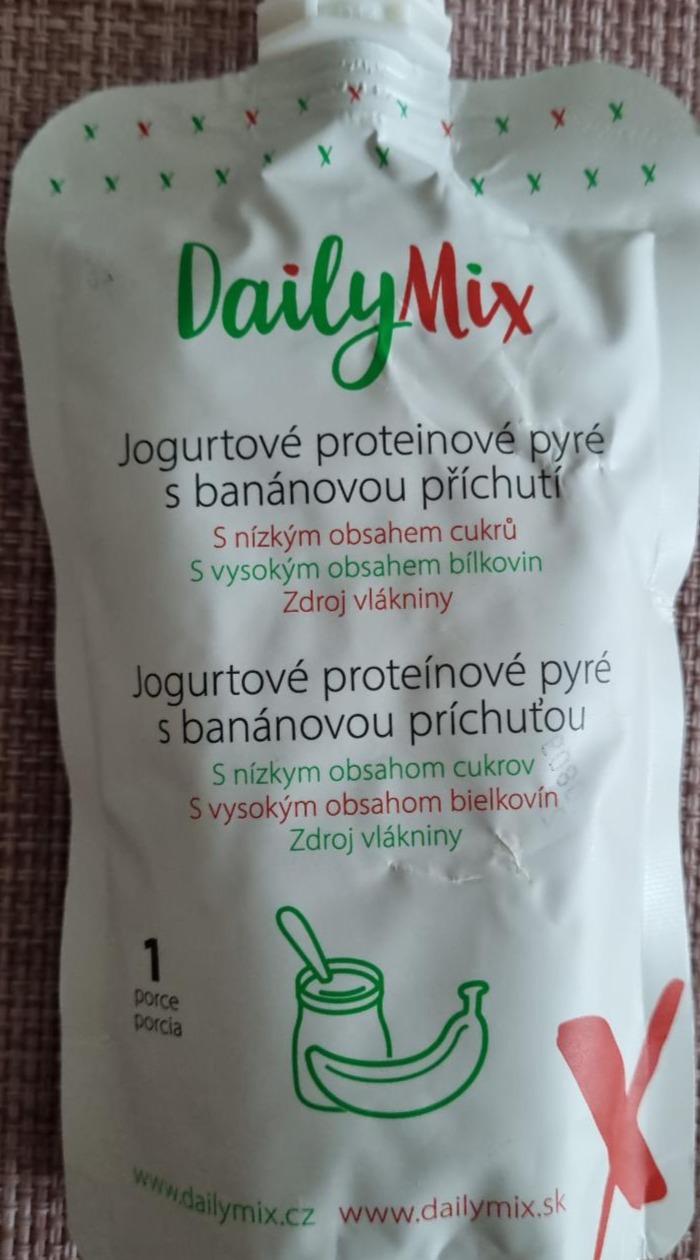 DailyMix
Jogurtové proteinové pyré
s banánovou příchutí
S nízkým obsahem cukrů
S vysokým obsahem bílkovin
Zdroj vlákniny
Jogurtové proteínové pyré
s banánovou príchuťou
S nízkym obsahom cukrov
S vysokým obsahom bielkovín
Zdroj vlákniny
1
porce
porcia
www.dailymix.cz www.dailymix.sk